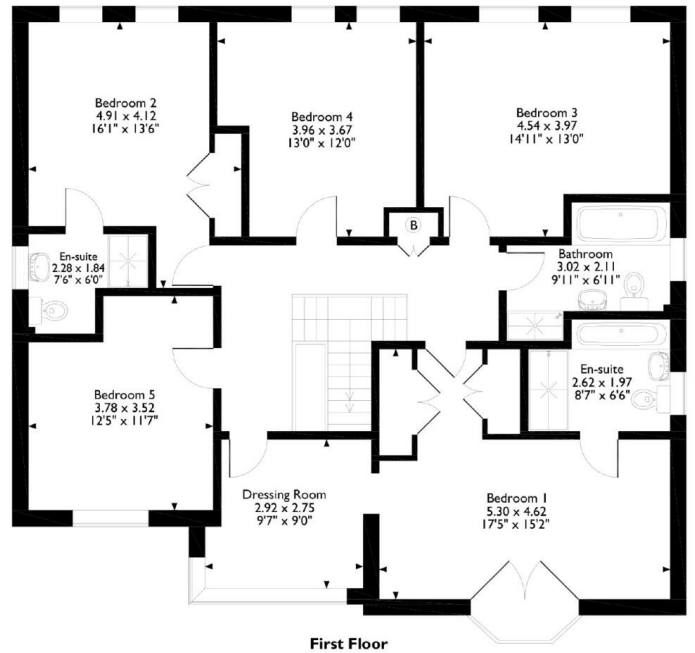 Bedroom 2
4.91 x 4.12
16'1" x 13'6"
Bedroom 4
3.96 x 3.67
13'0" x 12'0"
Bedroom 3
4.54 x 3.97
14'11" x 13'0"
B
En-suite
2.28 x 1.84
7'6" x 6'0"
Bathroom
3.02 x 2.11
9'11" x 6'11"
Bedroom 5
3.78 x 3.52
12'5" x 11'7"
En-suite
2.62 x 1.97
8'7" x 6'6"
Dressing Room
2.92 x 2.75
9'7" x 9'0"
Bedroom 1
5.30 x 4.62
17'5" x 15'2"
First Floor